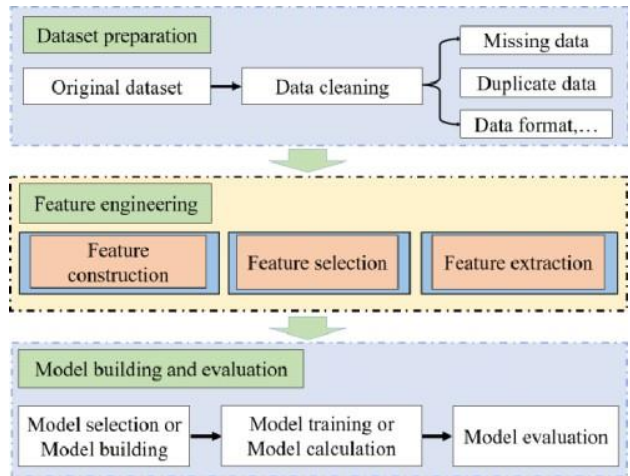 Dataset preparation
Original dataset
Data cleaning
Missing data
Duplicate data
Data format,...
Feature engineering
Feature
construction
Feature selection
Feature extraction
Model building and evaluation
Model selection or
Model building
Model training or
Model calculation
Model evaluation